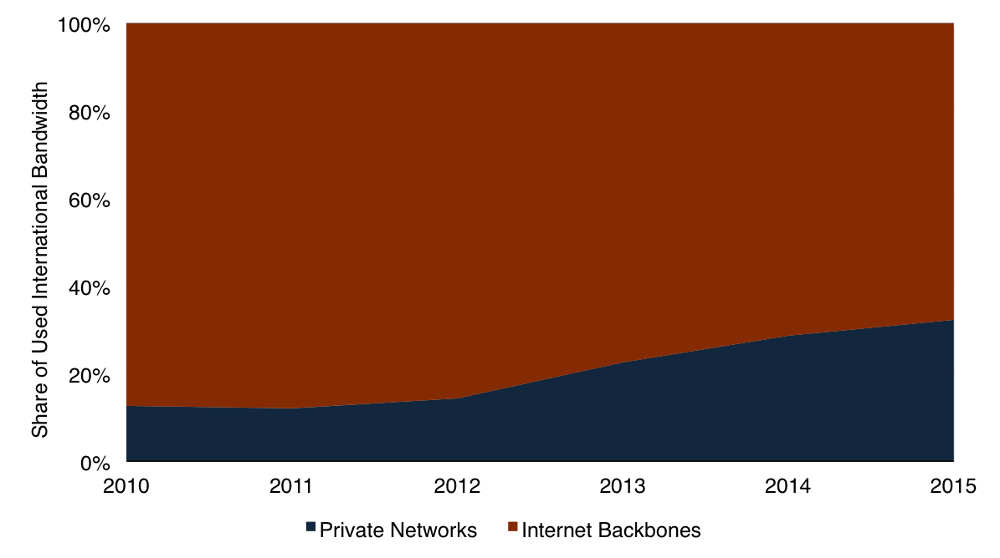 Share of Used International Bandwidth
100%
80%
60%
40%
20%
0%
2010 2011 2012 2013 2014 2015
Private Networks Internet Backbones